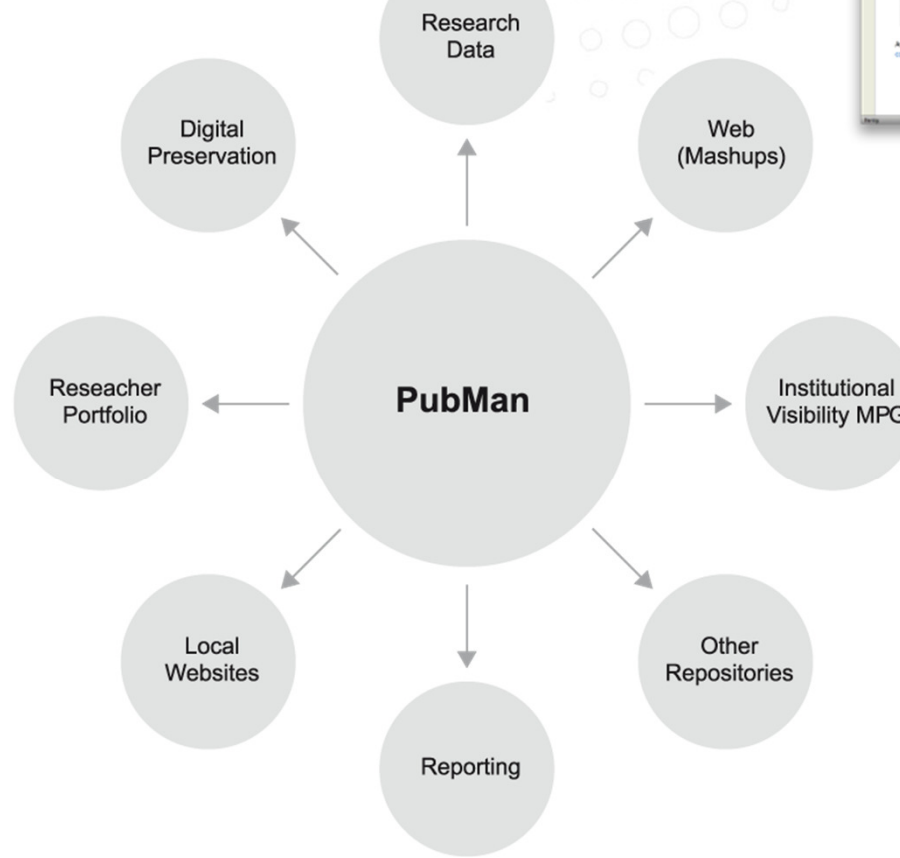 Research
Data
Digital
Preservation
Web
(Mashups)
Reseacher
Portfolio
PubMan
Institutional
Visibility MPG
Local
Websites
Other
Repositories
Reporting